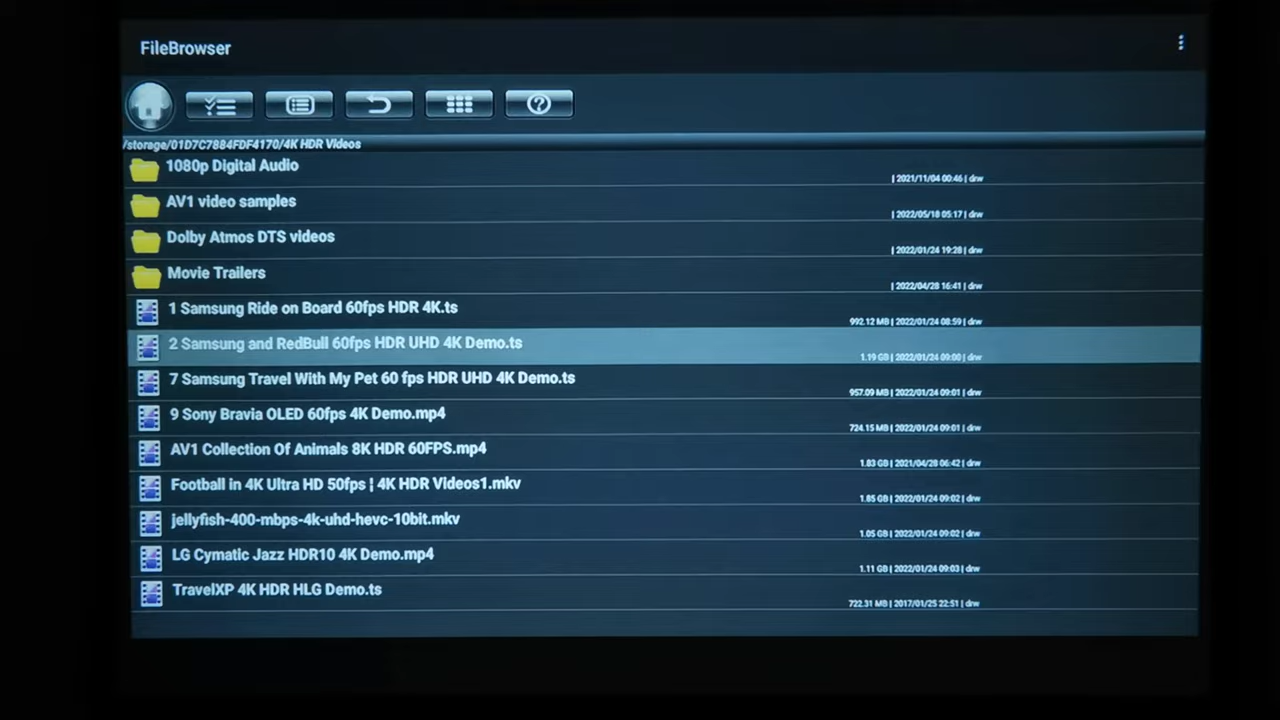 FileBrowser
/storage/01D7C7884FDF4170/4K HDR Videos
1080p Digital Audio
| 2021/11/04 00:46 | drw
AV1 video samples
| 2022/05/18 05:17 | drw
Dolby Atmos DTS videos
| 2022/01/24 19:28 | drw
Movie Trailers
| 2022/04/28 16:41 | drw
1 Samsung Ride on Board 60fps HDR 4K.ts
992.12 MB | 2022/01/24 08:59 | drw
2 Samsung and RedBull 60fps HDR UHD 4K Demo.ts
1.19 GB | 2022/01/24 09:00 | drw
7 Samsung Travel With My Pet 60 fps HDR UHD 4K Demo.ts
957.09 MB | 2022/01/24 09:01 | drw
9 Sony Bravia OLED 60fps 4K Demo.mp4
724.15 MB | 2022/01/24 09:01 | drw
AV1 Collection Of Animals 8K HDR 60FPS.mp4
1.83 GB | 2021/04/28 06:42 | drw
Football in 4K Ultra HD 50fps ¦ 4K HDR Videos1.mkv
1.85 GB | 2022/01/24 09:02 | drw
jellyfish-400-mbps-4k-uhd-hevc-10bit.mkv
1.05 GB | 2022/01/24 09:02 | drw
LG Cymatic Jazz HDR10 4K Demo.mp4
1.11 GB | 2022/01/24 09:03 | drw
TravelXP 4K HDR HLG Demo.ts
722.31 MB | 2017/01/25 22:51 | drw